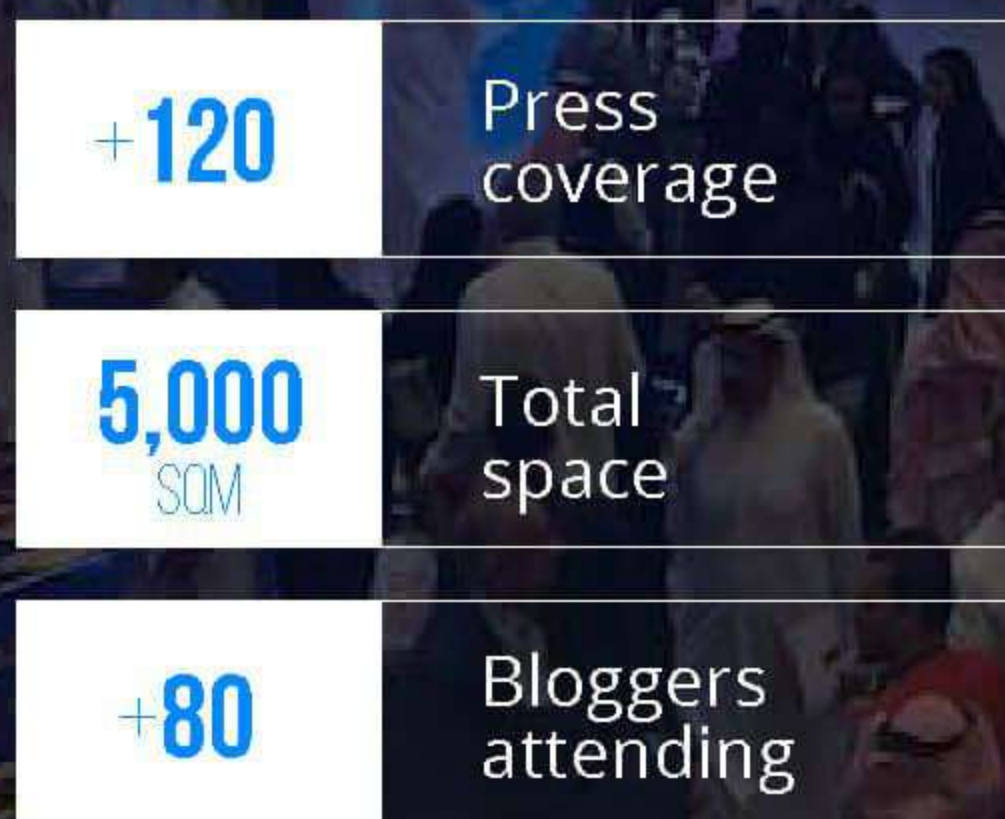 +120
Press
coverage
5,000
SQM
Total
space
+80
Bloggers
attending